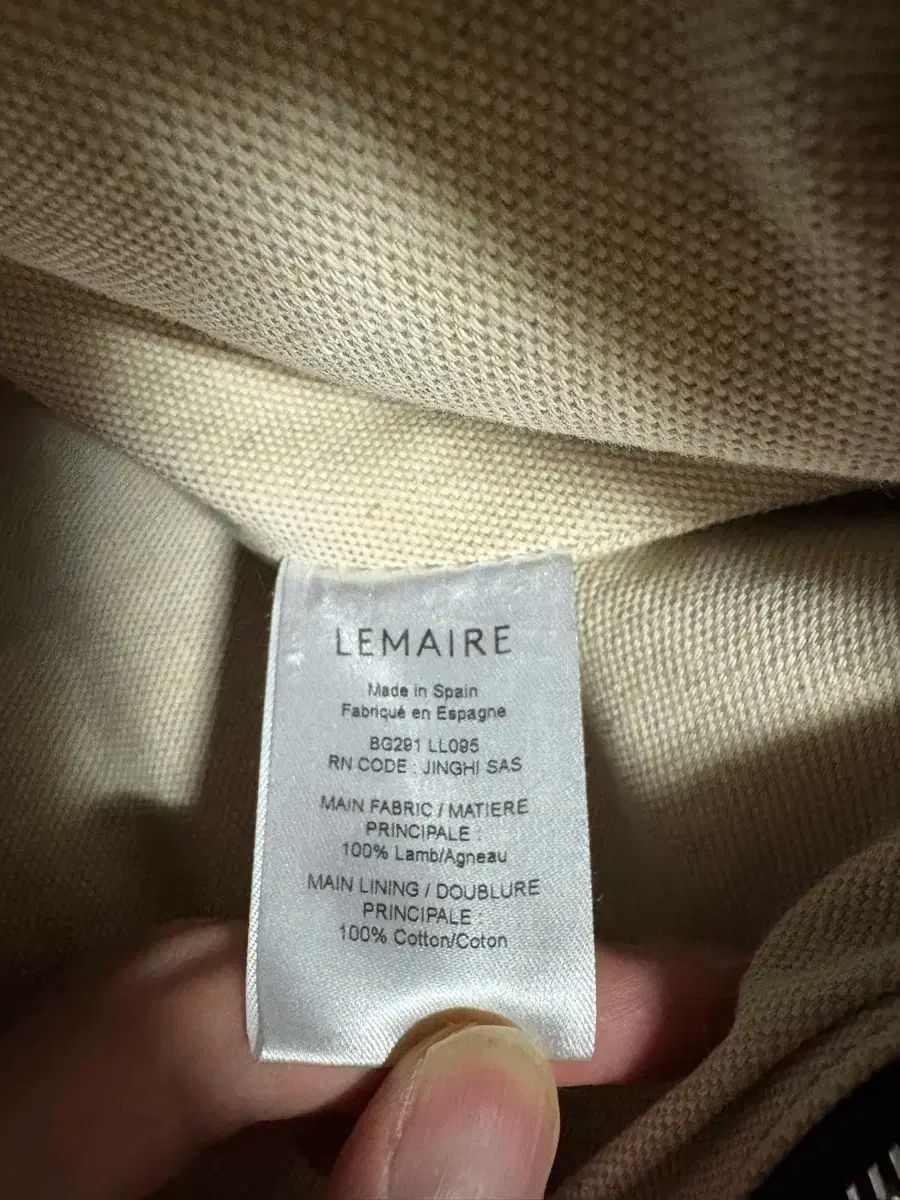 LEMAIRE
Made in Spain
Fabriqué en Espagne
BG291 LL095
RN CODE : JINGHI SAS
MAIN FABRIC / MATIERE
PRINCIPALE :
100% Lamb/Agneau
MAIN LINING / DOUBLURE
PRINCIPALE :
100% Cotton/Coton